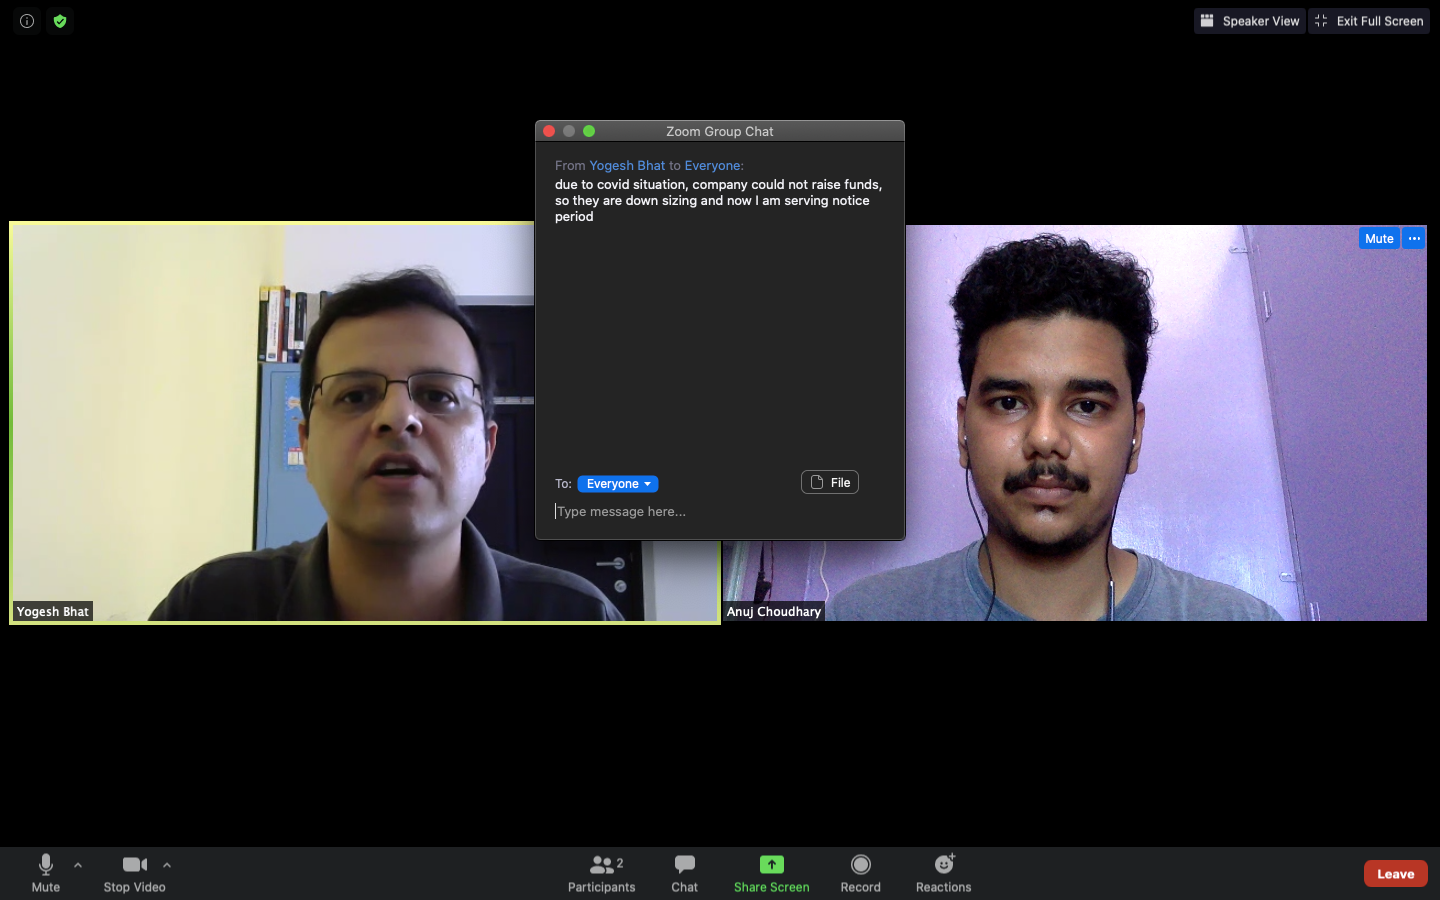 Speaker View
Exit Full Screen
Zoom Group Chat
From Yogesh Bhat to Everyone:
due to covid situation, company could not raise funds,
so they are down sizing and now I am serving notice
period
Mute
To: Everyone
File
Type message here...
Yogesh Bhat
Anuj Choudhary
Mute
Stop Video
Participants
2
Chat
Share Screen
Record
Reactions
Leave